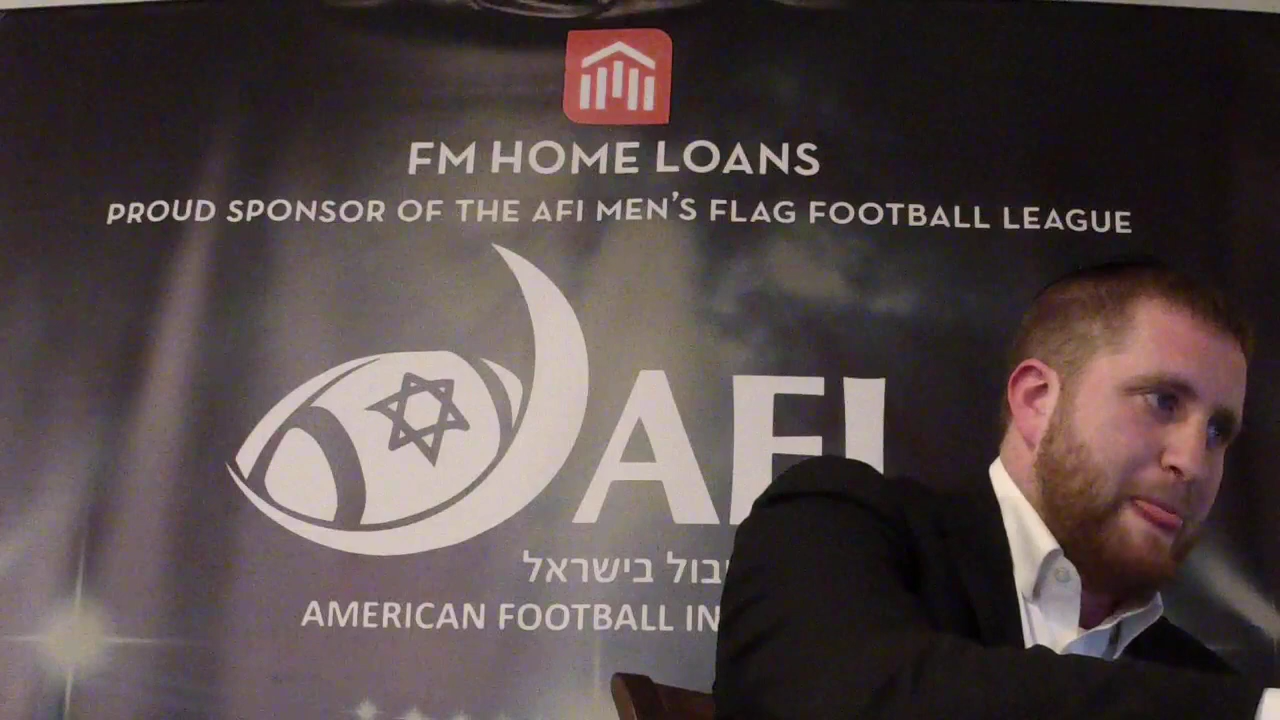 FM HOME LOANS
PROUD SPONSOR OF THE AFI MEN'S FLAG FOOTBALL LEAGUE
AFI
בול בישראל
AMERICAN FOOTBALL IN